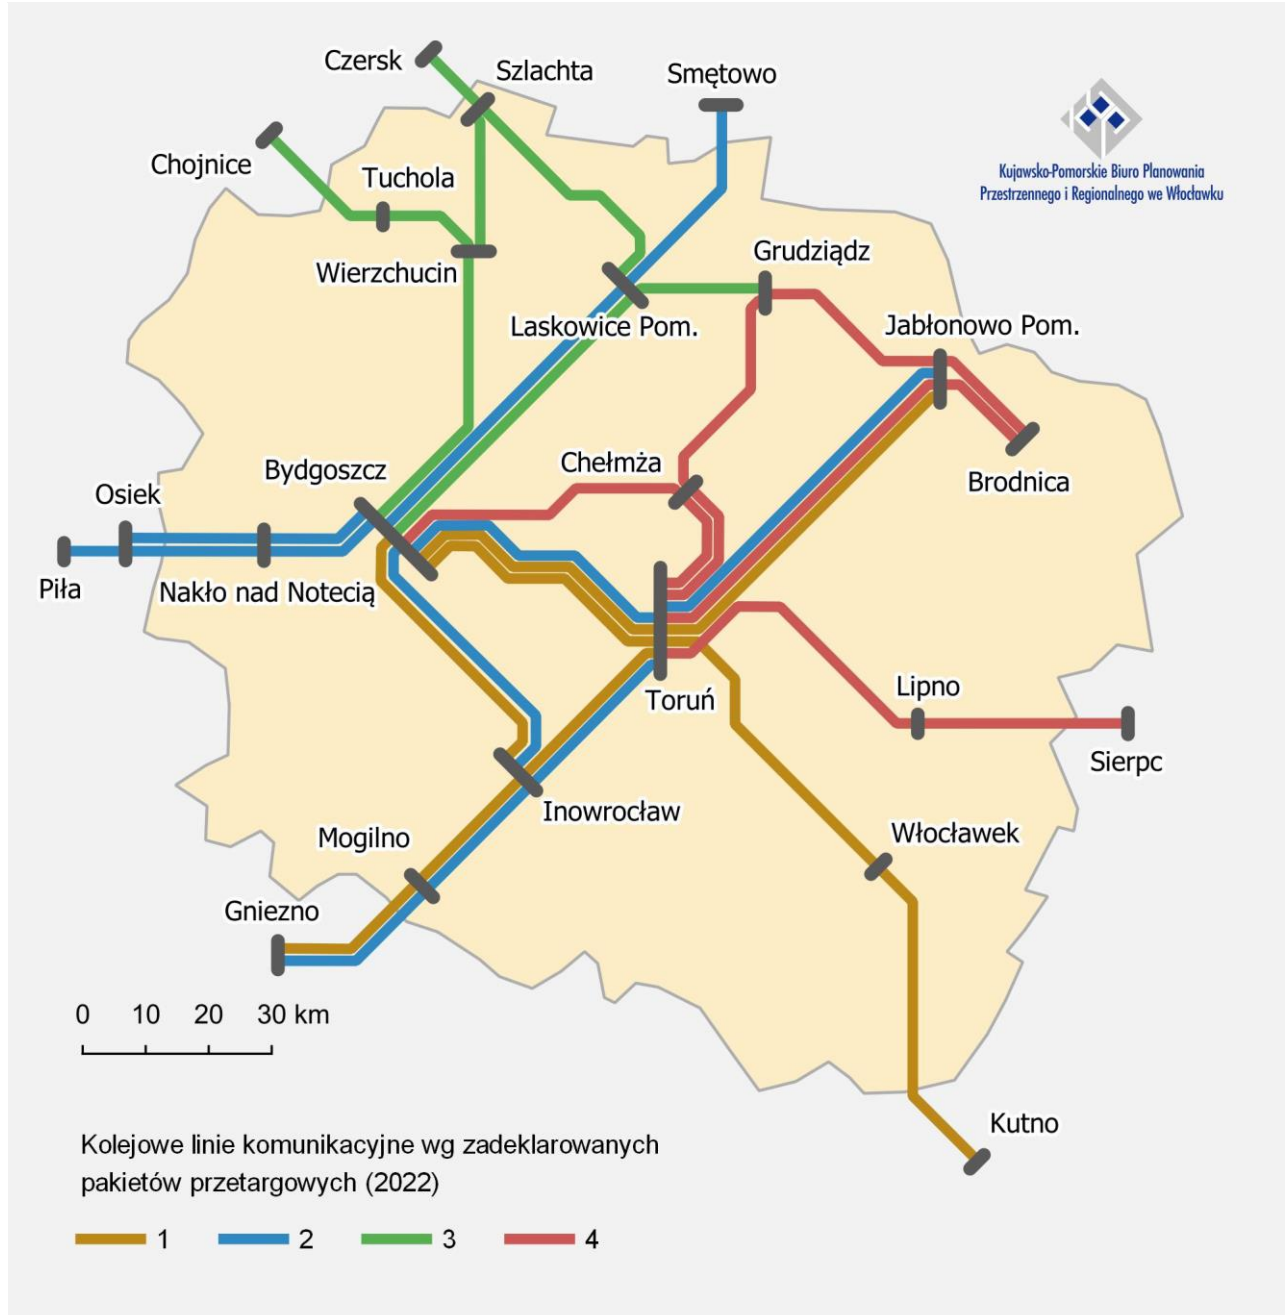 Czersk
Szlachta
Smętowo
Chojnice
Tuchola
Kujawsko-Pomorskie Biuro Planowania
Przestrzennego i Regionalnego we Włocławku
Wierzchucin
Grudziądz
Laskowice Pom.
Jabłonowo Pom.
Bydgoszcz
Chełmża
Brodnica
Osiek
Piła
Nakło nad Notecią
Toruń
Lipno
Sierpc
Inowrocław
Mogilno
Włocławek
Gniezno
0 10 20 30 km
Kutno
Kolejowe linie komunikacyjne wg zadeklarowanych
pakietów przetargowych (2022)
1 2 3 4